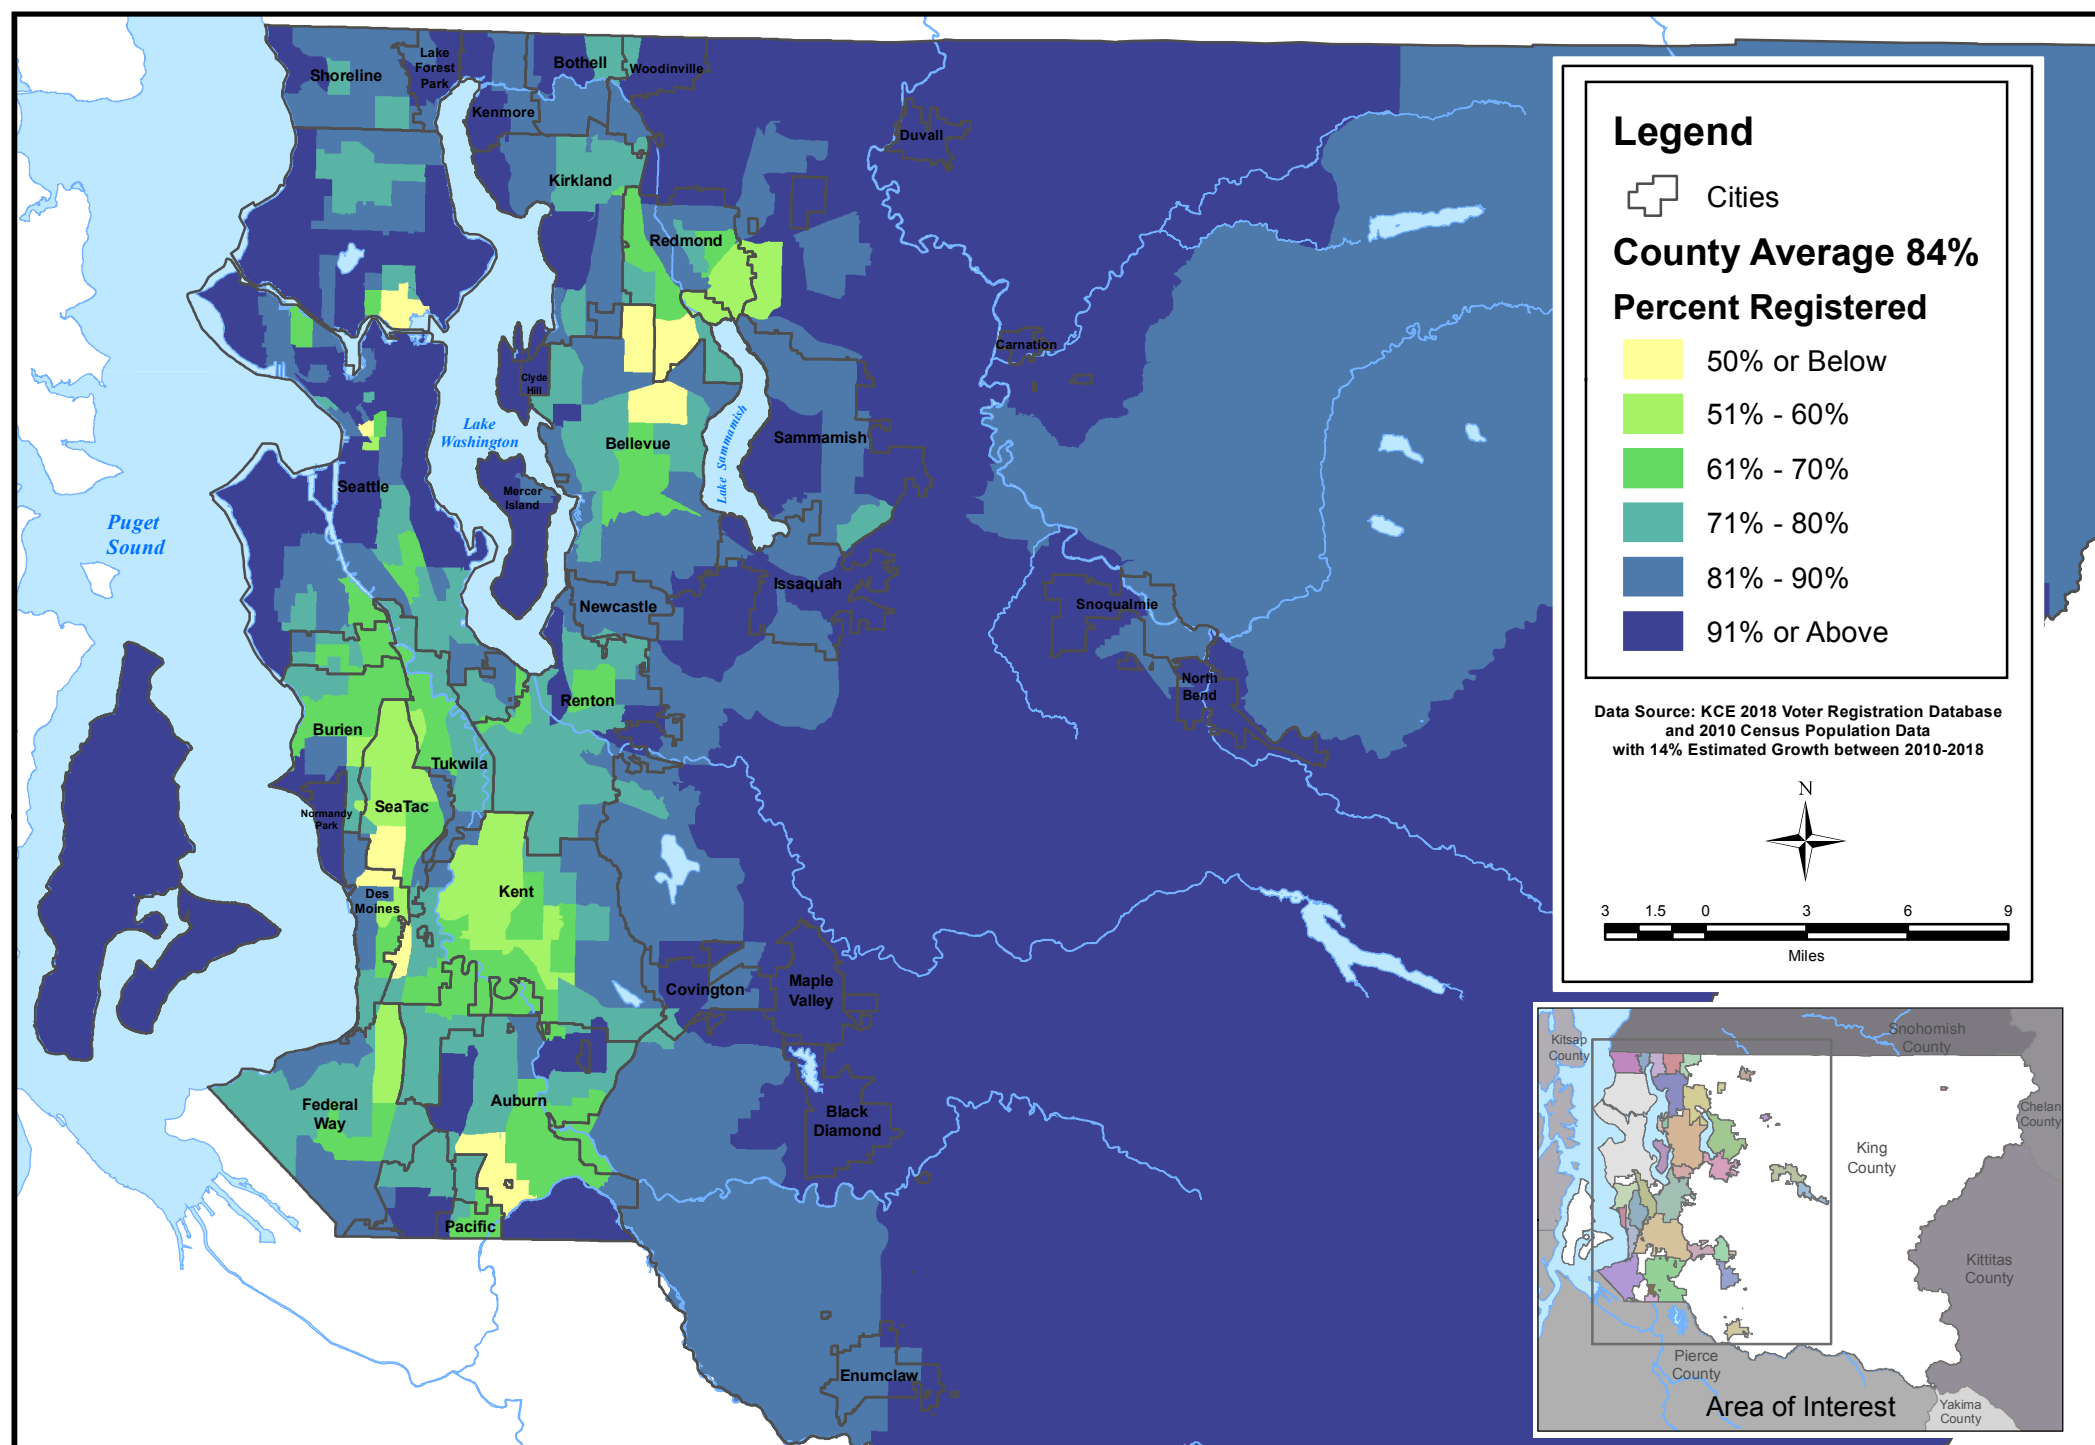 Shoreline
Lake
Forest
Park
Bothell
Woodinville
Kenmore
Duvall
Kirkland
Redmond
Carnation
Clyde
Hill
Lake
Washington
Bellevue
Lake Sammamish
Sammamish
Seattle
Mercer
Island
Puget
Sound
Issaquah
Newcastle
Snoqualmie
North
Bend
Renton
Burien
Tukwila
SeaTac
Normandy
Park
Des
Moines
Kent
Covington
Maple
Valley
Federal
Way
Auburn
Black
Diamond
Pacific
Enumclaw
Legend
Cities
County Average 84%
Percent Registered
50% or Below
51% - 60%
61% - 70%
71% - 80%
81% - 90%
91% or Above
Data Source: KCE 2018 Voter Registration Database
and 2010 Census Population Data
with 14% Estimated Growth between 2010-2018
N
3 1.5 0 3 6 9
Miles
Kitsap
County
Snohomish
County
Chelan
County
King
County
Kittitas
County
Pierce
County
Yakima
County
Area of Interest